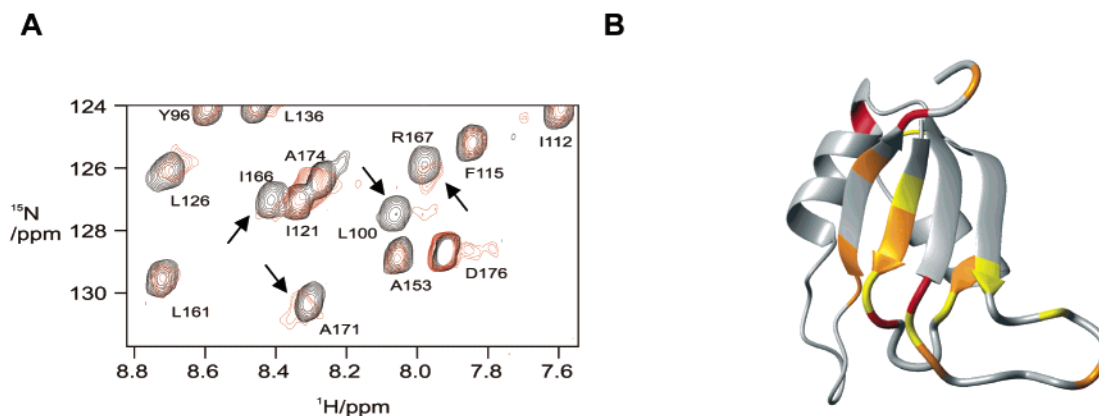 A
B
124
126
128
130
¹⁵N
/ppm
Y96
L136
I112
R167
F115
A174
L126
I166
I121
L100
D176
A153
L161
A171
8.8 8.6 8.4 8.2 8.0 7.8 7.6
¹H/ppm